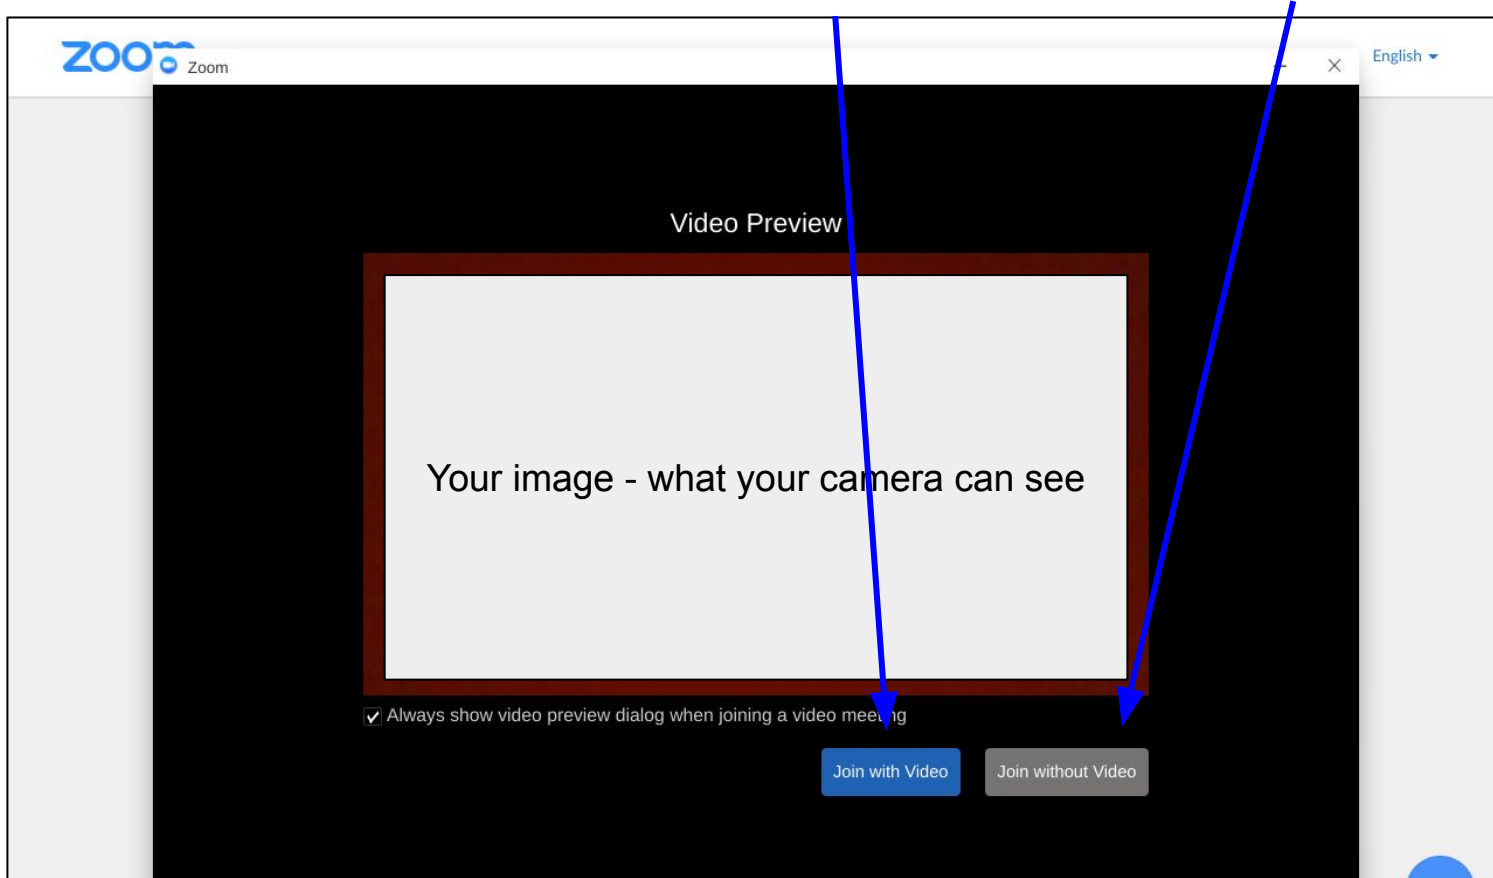 zoom
Zoom
English
Video Preview
Your image - what your camera can see
Always show video preview dialog when joining a video meeting
Join with Video
Join without Video